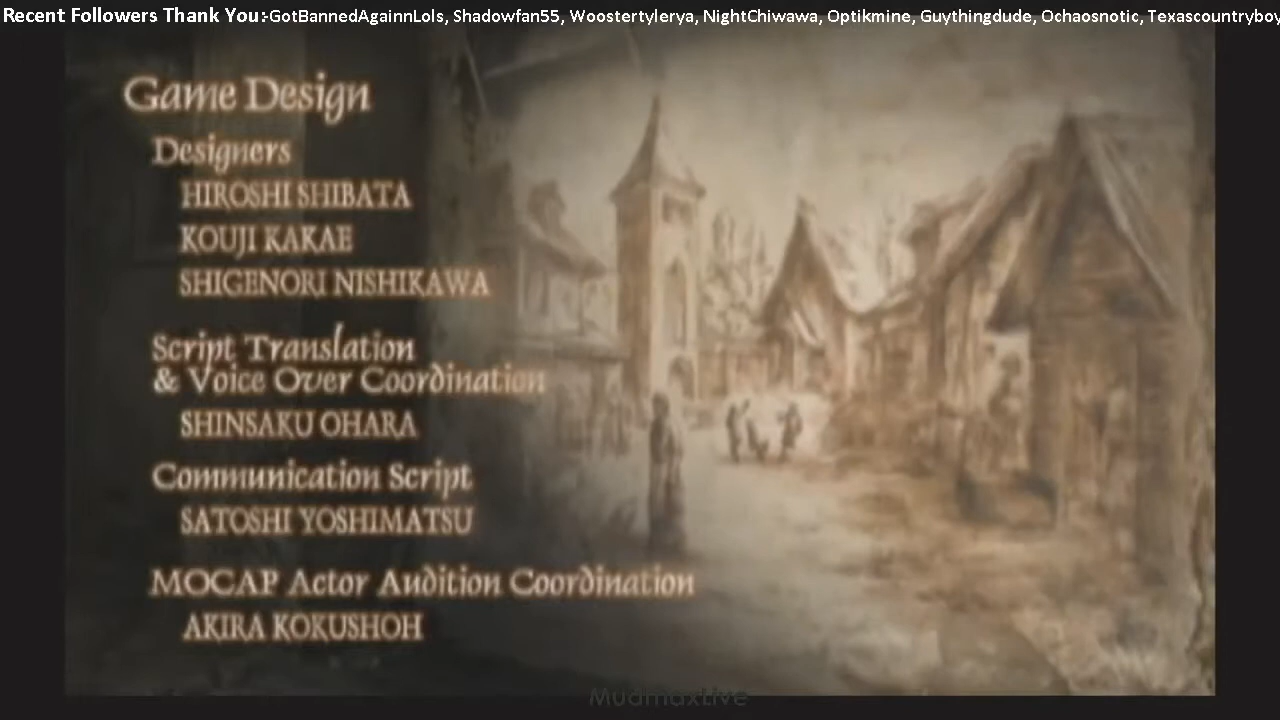 Recent Followers Thank You:-GotBannedAgainnLols, Shadowfan55, Woostertylerya, NightChiwawa, Optikmine, Guythingdude, Ochaosnotic, Texascountryboy
Game Design
Designers
HIROSHI SHIBATA
KOUJI KAKAE
SHIGENORI NISHIKAWA
Script Translation
& Voice Over Coordination
SHINSAKU OHARA
Communication Script
SATOSHI YOSHIMATSU
MOCAP Actor Audition Coordination
AKIRA KOKUSHOH
Mudmaxlive